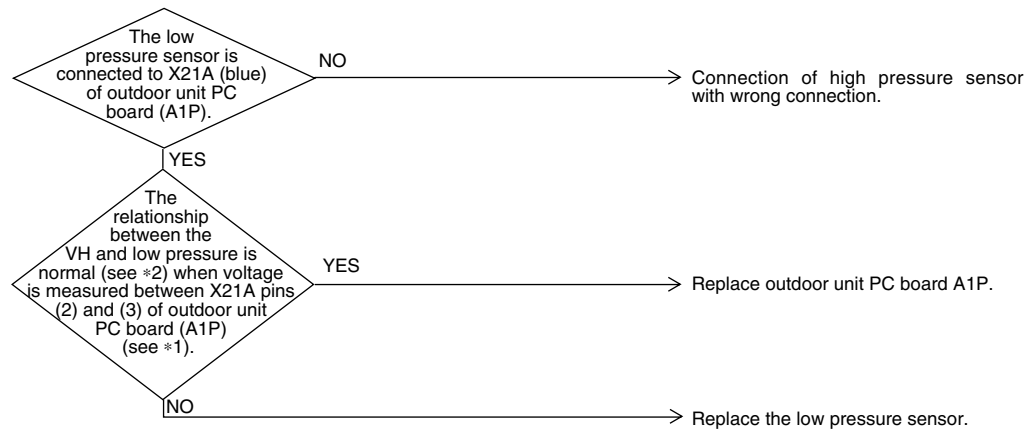 The low
pressure sensor is
connected to X21A (blue)
of outdoor unit PC
board (A1P).
NO
Connection of high pressure sensor
with wrong connection.
YES
The
relationship
between the
VH and low pressure is
normal (see *2) when voltage
is measured between X21A pins
(2) and (3) of outdoor unit
PC board (A1P)
(see *1).
YES
Replace outdoor unit PC board A1P.
NO
Replace the low pressure sensor.